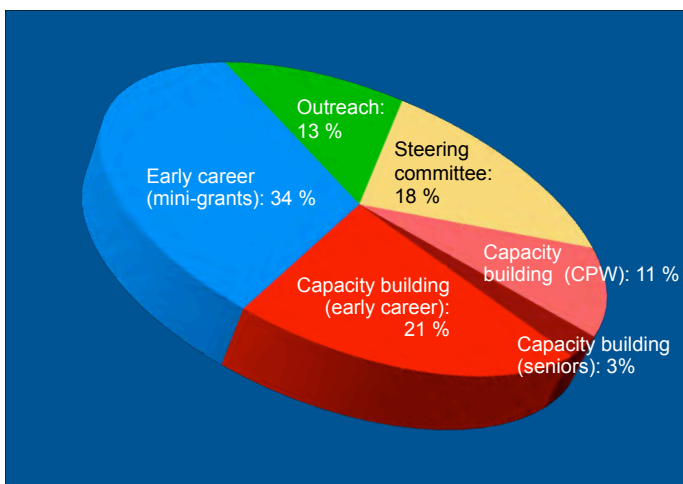 Outreach:
13 %
Steering
committee:
18 %
Early career
(mini-grants): 34 %
Capacity
building (CPW): 11 %
Capacity building
(early career):
21 %
Capacity building
(seniors): 3%